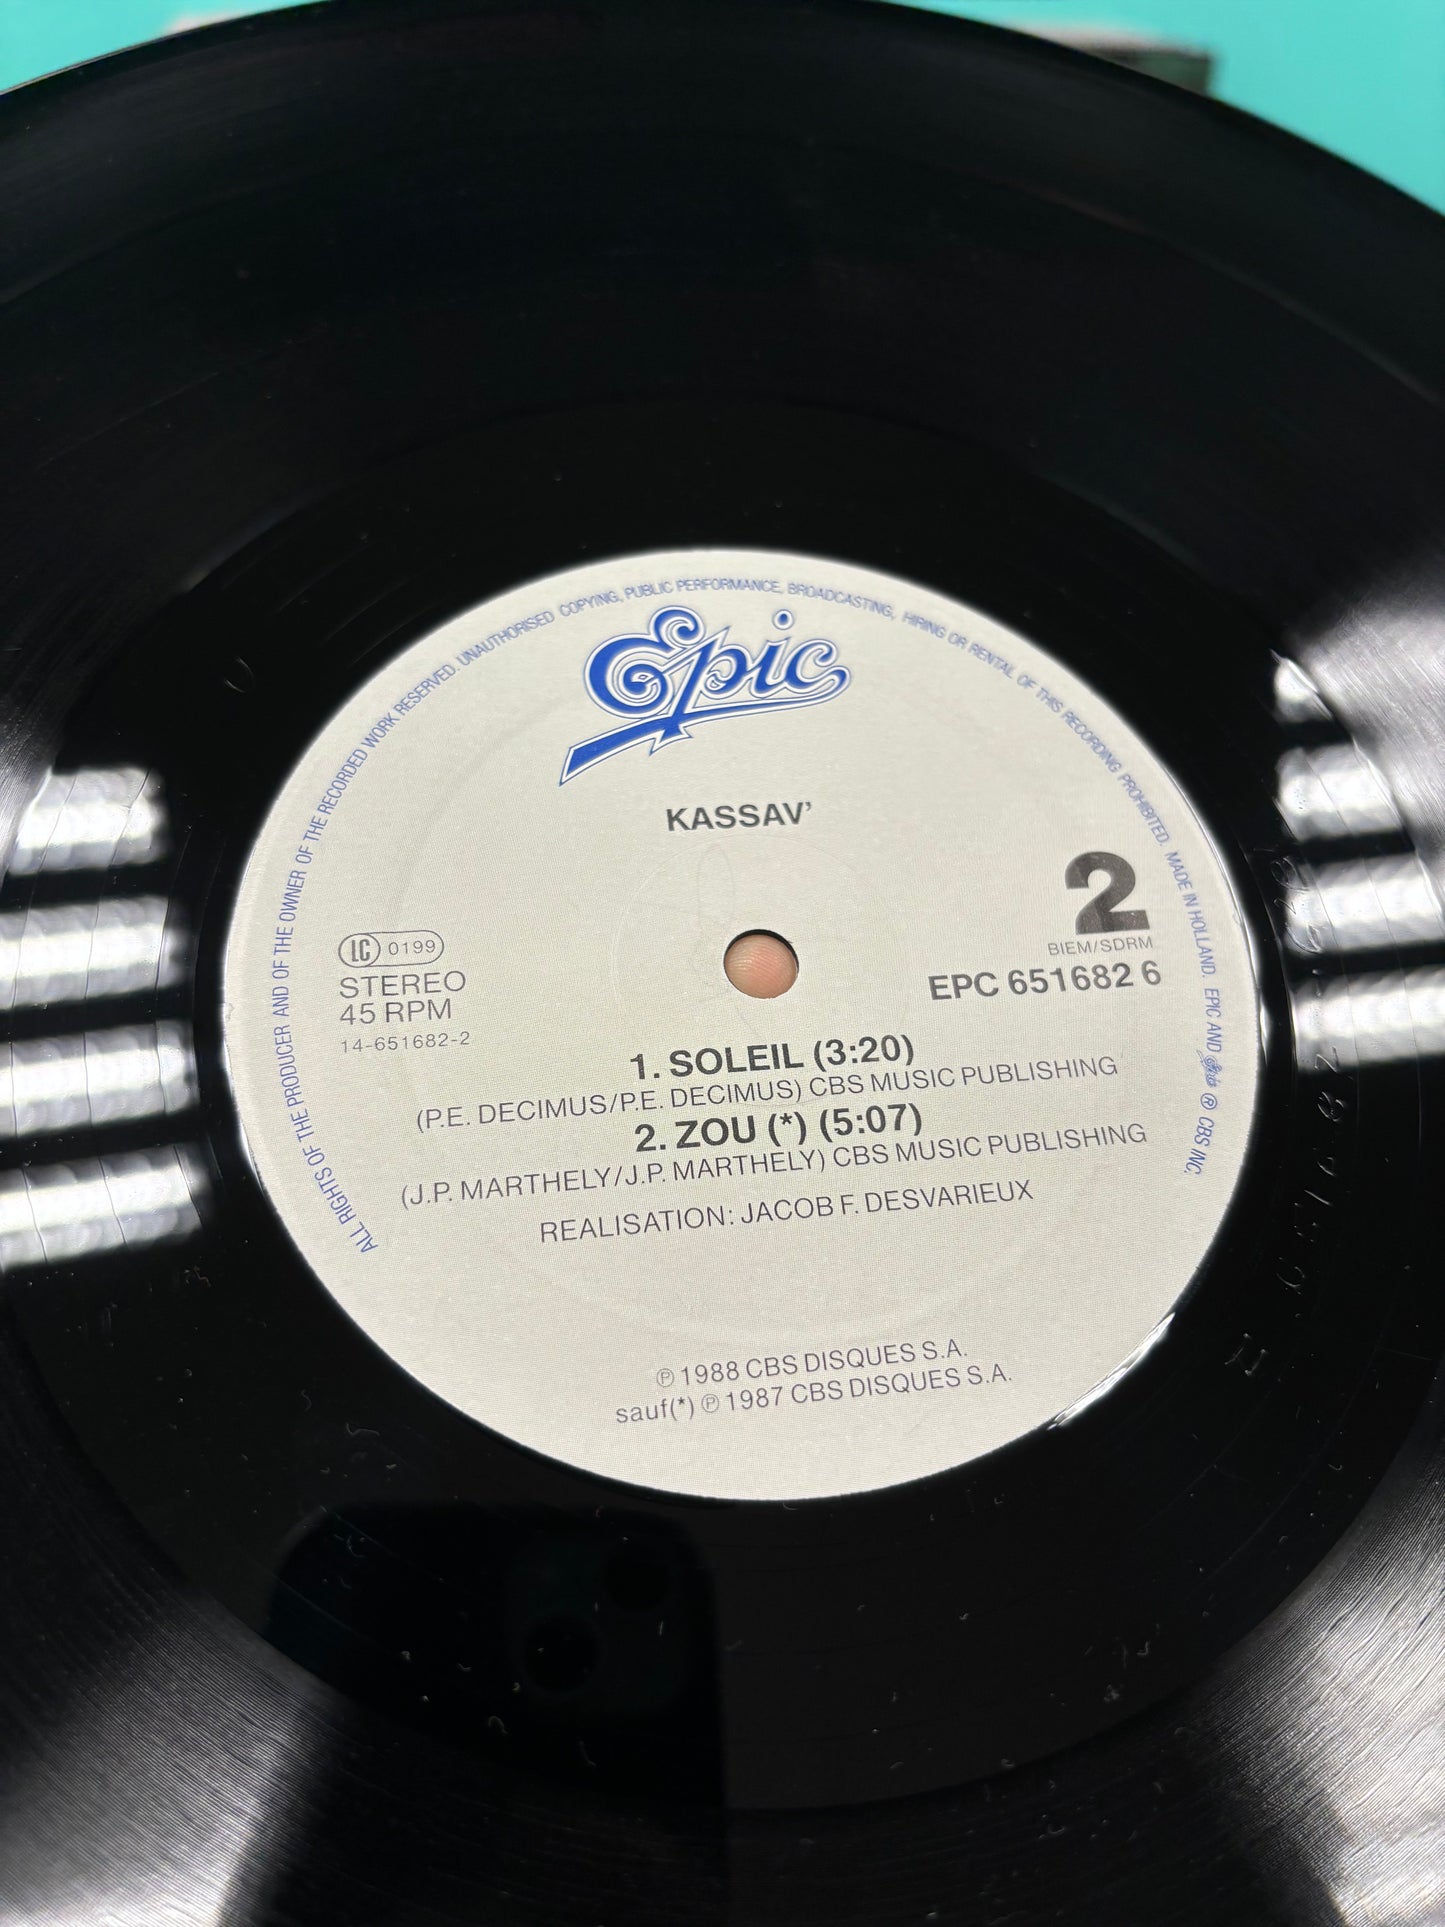 ALL RIGHTS OF THE PRODUCER AND OF THE OWNER OF THE RECORDED WORK RESERVED. UNAUTHORISED COPYING, PUBLIC PERFORMANCE, BROADCASTING, HIRING OR RENTAL OF THIS RECORDING PROHIBITED. MADE IN HOLLAND. EPIC AND Epic ® CBS INC.
Epic
KASSAV'
2
BIEM/SDRM
EPC 651682 6
LC 0199
STEREO
45 RPM
14-651682-2
1. SOLEIL (3:20)
(P.E. DECIMUS/P.E. DECIMUS) CBS MUSIC PUBLISHING
2. ZOU (*) (5:07)
(J.P. MARTHELY/J.P. MARTHELY) CBS MUSIC PUBLISHING
REALISATION: JACOB F. DESVARIEUX
℗ 1988 CBS DISQUES S.A.
sauf(*) ℗ 1987 CBS DISQUES S.A.